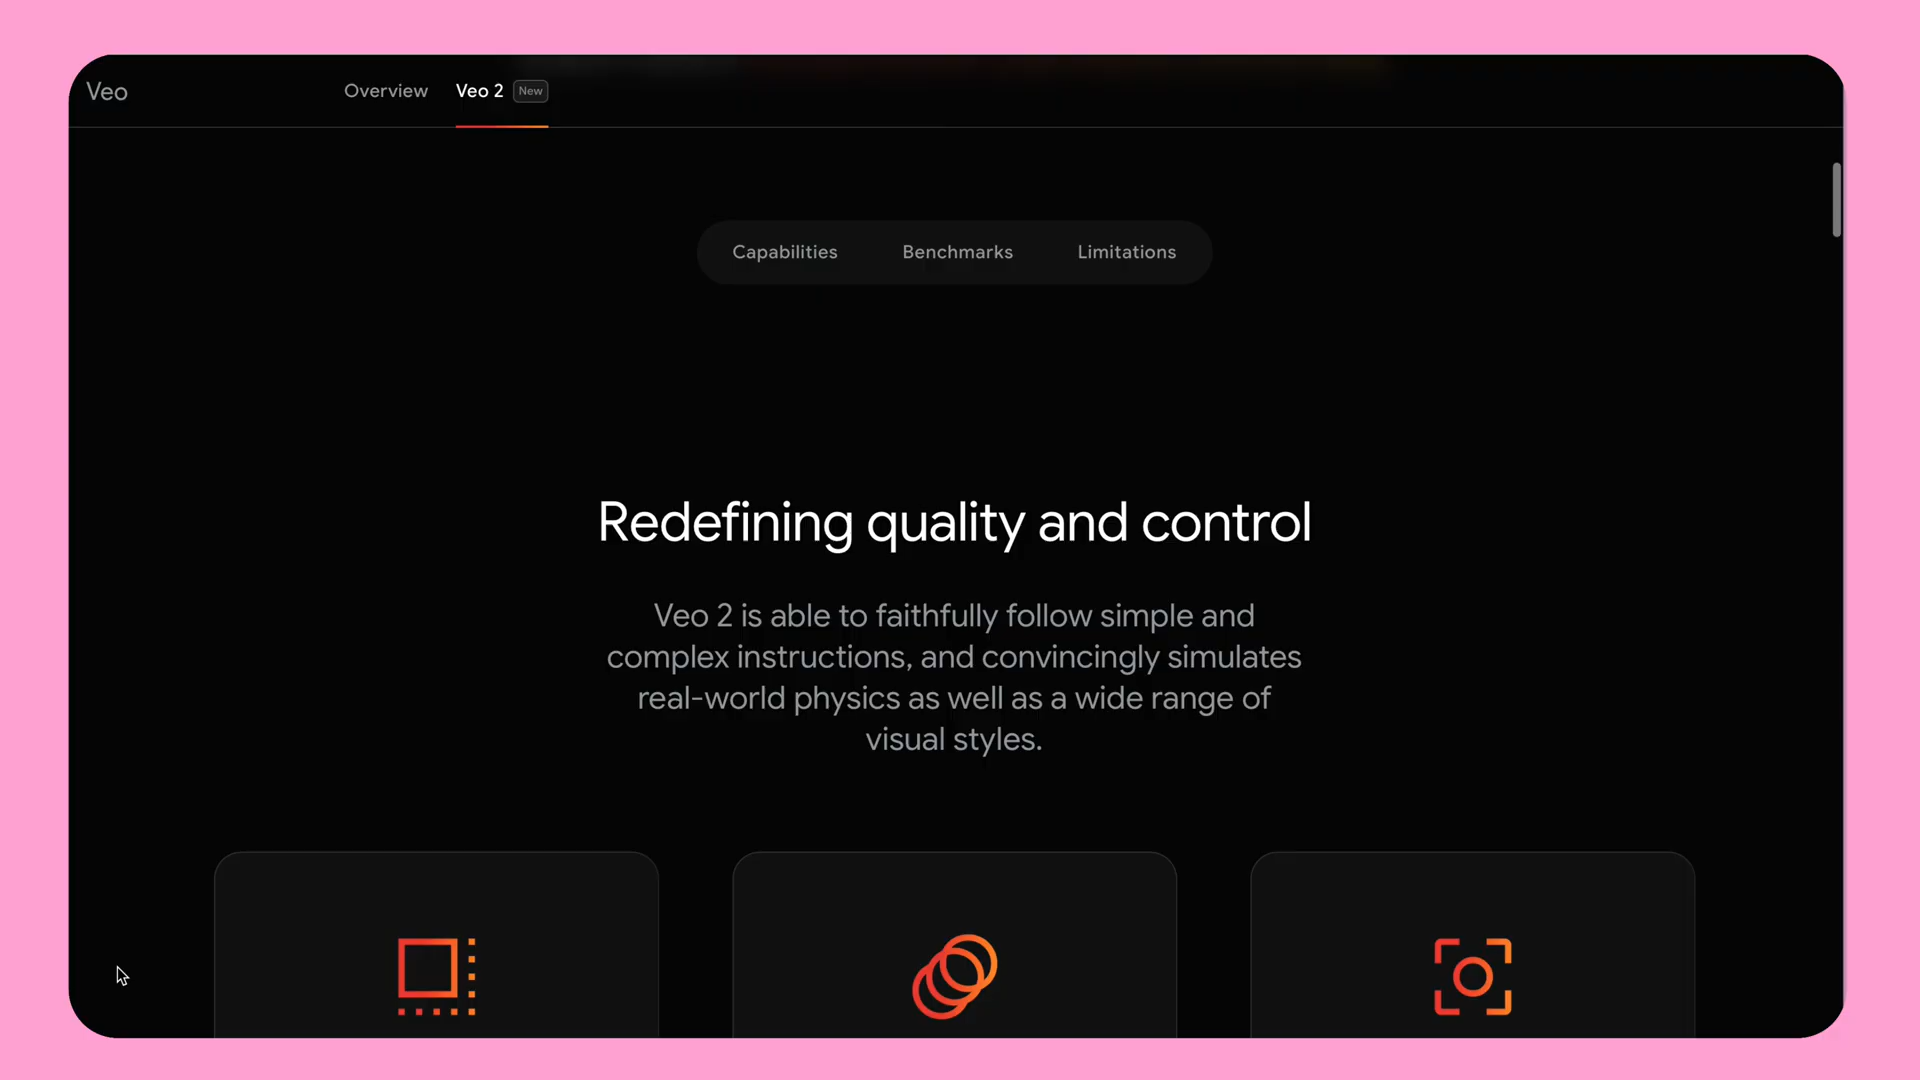 Veo
Overview
Veo 2 New
Capabilities
Benchmarks
Limitations
Redefining quality and control
Veo 2 is able to faithfully follow simple and
complex instructions, and convincingly simulates
real-world physics as well as a wide range of
visual styles.